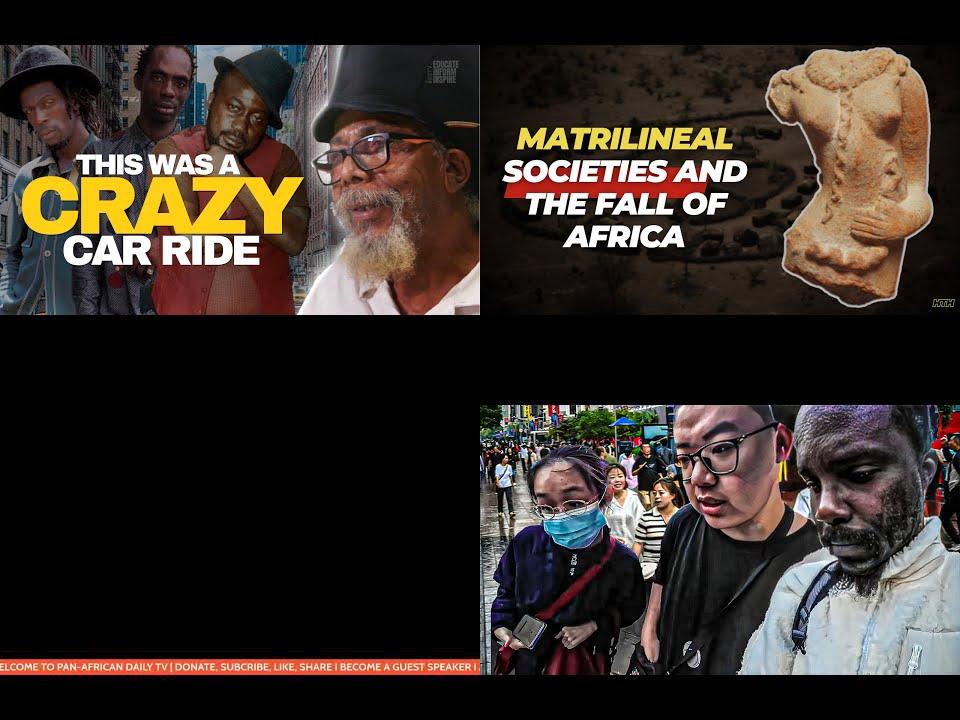 EDUCATE
INFORM
INSPIRE
THIS WAS A
CRAZY
CAR RIDE
MATRILINEAL
SOCIETIES AND
THE FALL OF
AFRICA
HTH
ELCOME TO PAN-AFRICAN DAILY TV | DONATE, SUBCRIBE, LIKE, SHARE | BECOME A GUEST SPEAKER |